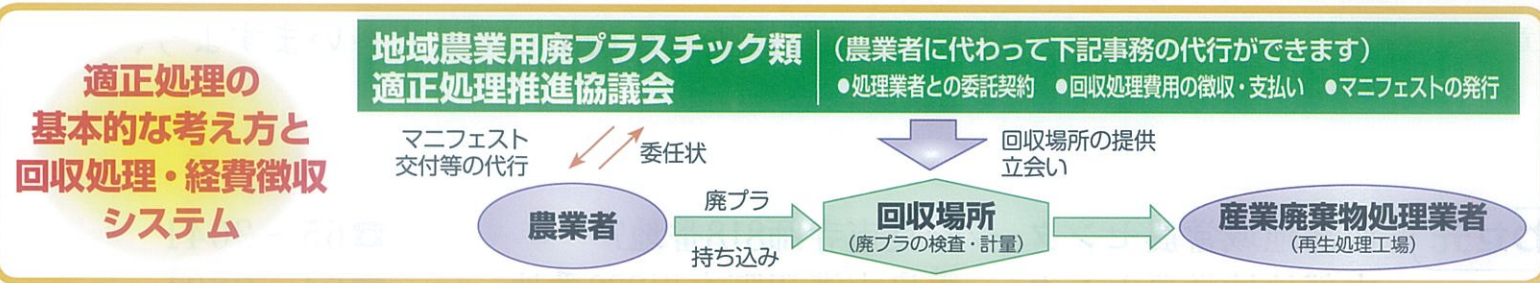 適正処理の
基本的な考え方と
回収処理・経費徴収
システム
地域農業用廃プラスチック類
適正処理推進協議会
(農業者に代わって下記事務の代行ができます)
●処理業者との委託契約 ●回収処理費用の徴収・支払い ●マニフェストの発行
マニフェスト
交付等の代行
委任状
回収場所の提供
立会い
農業者
廃プラ
持ち込み
回収場所
(廃プラの検査・計量)
産業廃棄物処理業者
(再生処理工場)